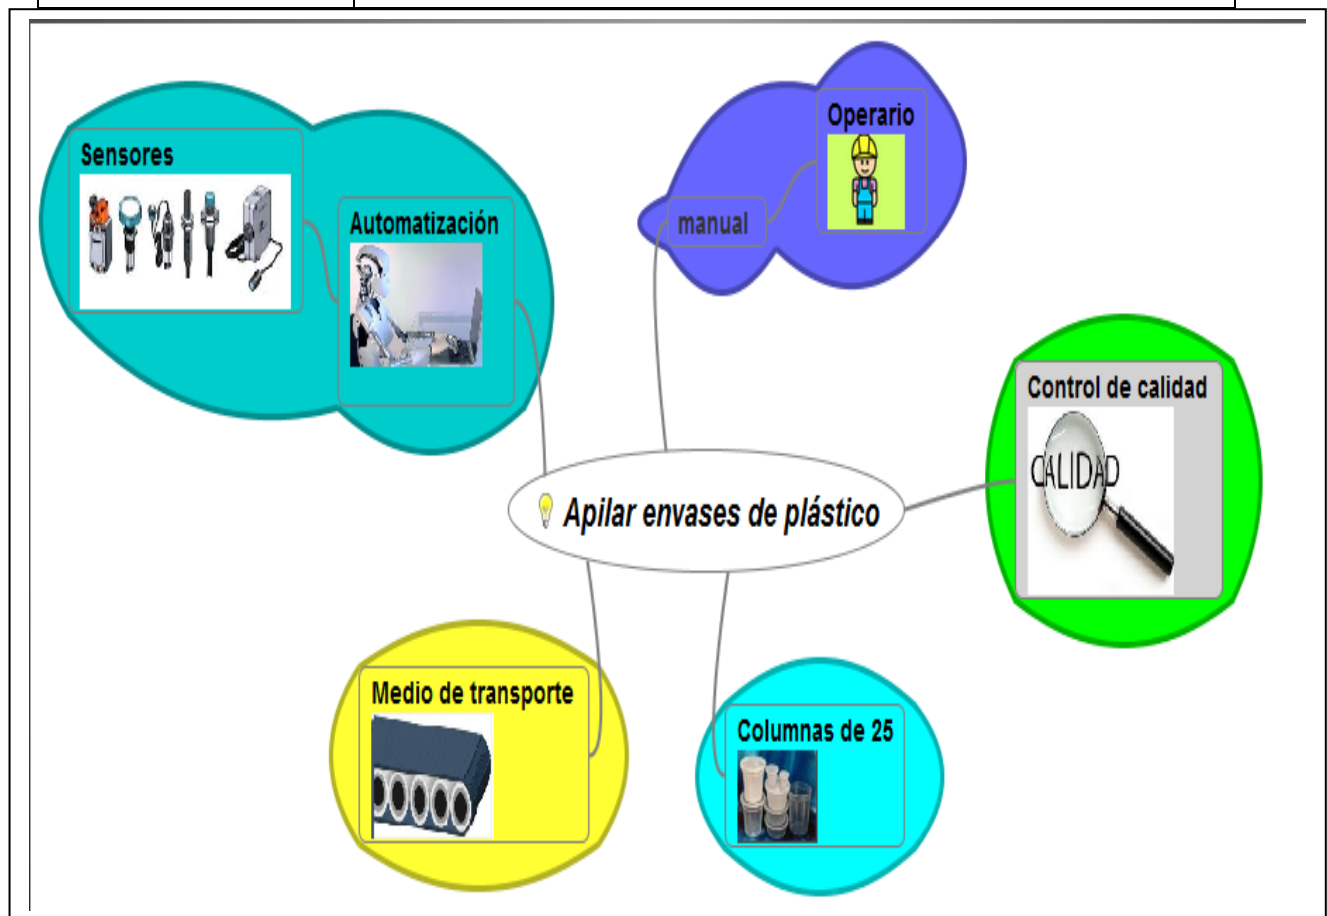 Sensores
Automatización
Operario
manual
Control de calidad
CALIDAD
Apilar envases de plástico
Medio de transporte
Columnas de 25